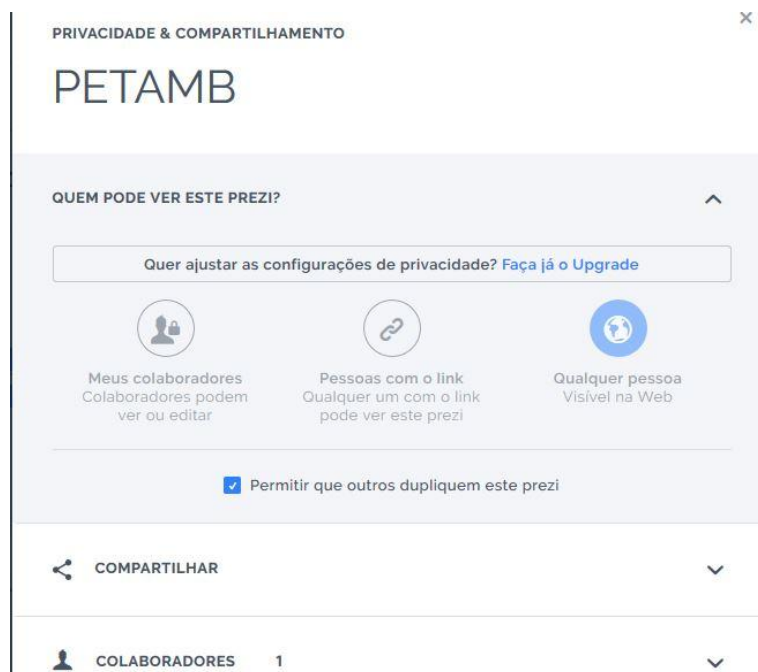 PRIVACIDADE & COMPARTILHAMENTO
PETAMB
QUEM PODE VER ESTE PREZI?
Quer ajustar as configurações de privacidade? Faça já o Upgrade
Meus colaboradores
Colaboradores podem
ver ou editar
Pessoas com o link
Qualquer um com o link
pode ver este prezi
Qualquer pessoa
Visível na Web
Permitir que outros dupliquem este prezi
COMPARTILHAR
COLABORADORES 1